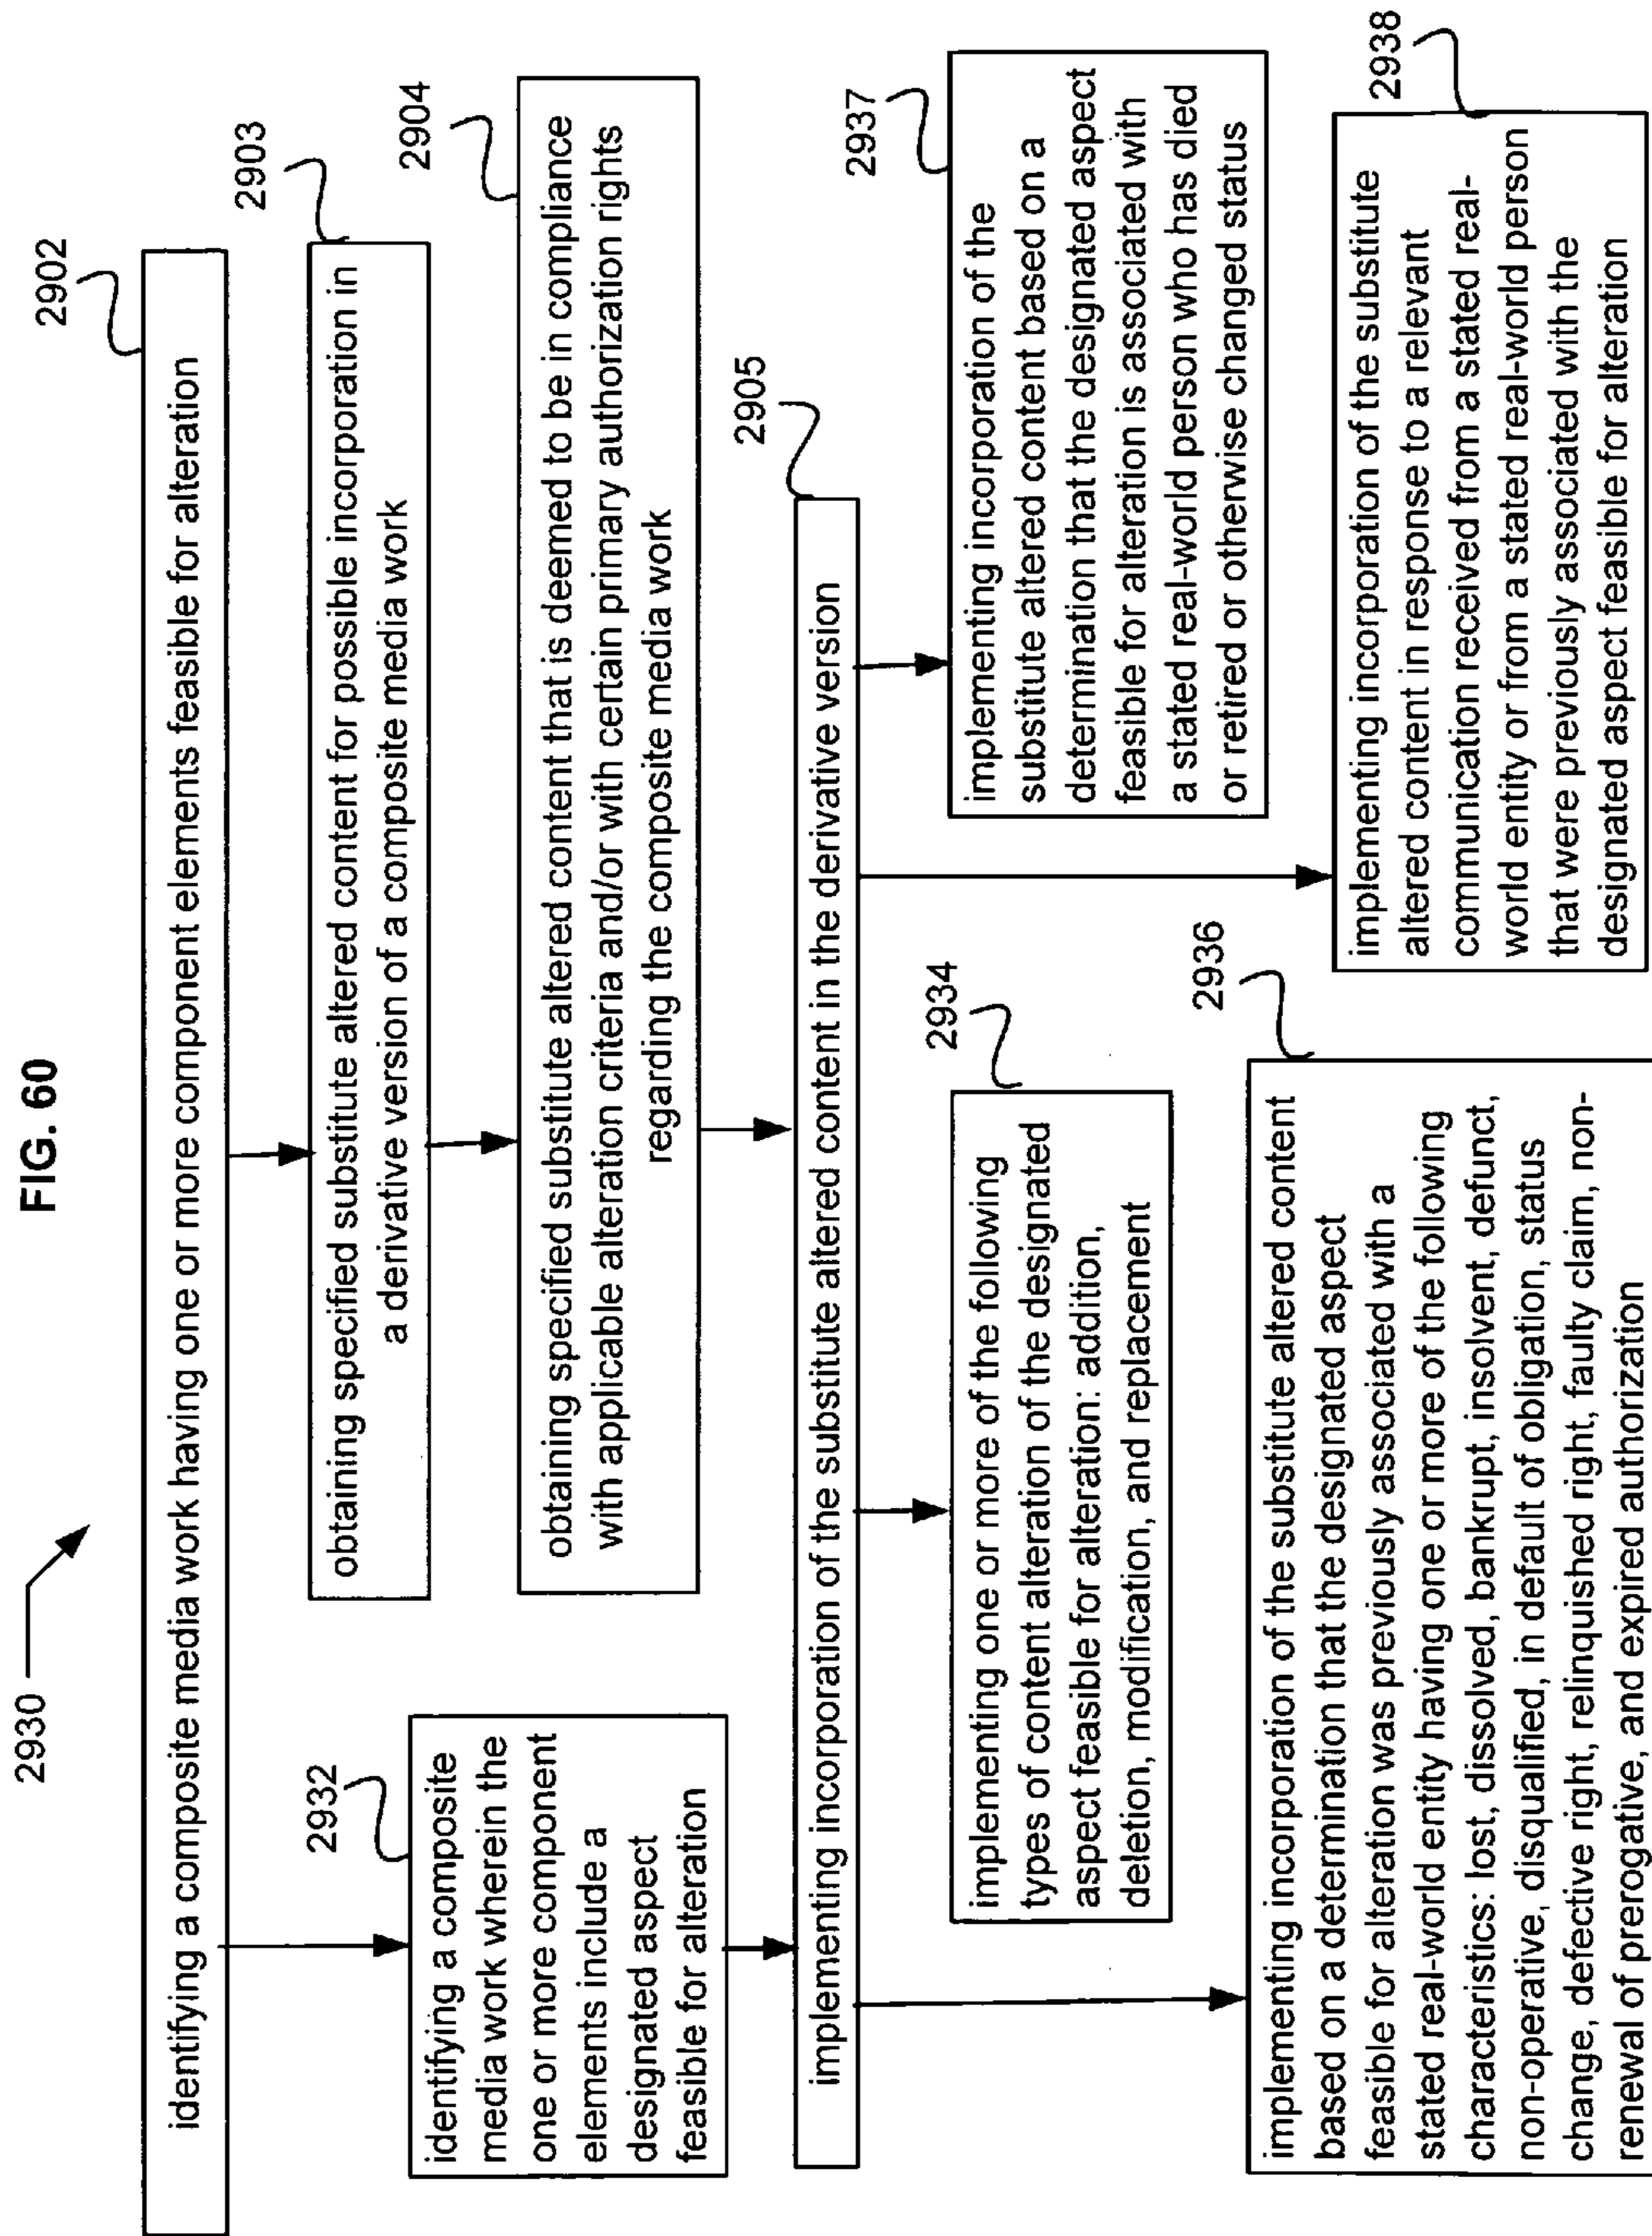 FIG. 60
2930
2902
identifying a composite media work having one or more component elements feasible for alteration
2903
obtaining specified substitute altered content for possible incorporation in
a derivative version of a composite media work
2904
obtaining specified substitute altered content that is deemed to be in compliance
with applicable alteration criteria and/or with certain primary authorization rights
regarding the composite media work
2932
identifying a composite
media work wherein the
one or more component
elements include a
designated aspect
feasible for alteration
2905
implementing incorporation of the substitute altered content in the derivative version
2934
implementing one or more of the following
types of content alteration of the designated
aspect feasible for alteration: addition,
deletion, modification, and replacement
2937
implementing incorporation of the
substitute altered content based on a
determination that the designated aspect
feasible for alteration is associated with
a stated real-world person who has died
or retired or otherwise changed status
2936
implementing incorporation of the substitute altered content
based on a determination that the designated aspect
feasible for alteration was previously associated with a
stated real-world entity having one or more of the following
characteristics: lost, dissolved, bankrupt, insolvent, defunct,
non-operative, disqualified, in default of obligation, status
change, defective right, relinquished right, faulty claim, non-
renewal of prerogative, and expired authorization
2938
implementing incorporation of the substitute
altered content in response to a relevant
communication received from a stated real-
world entity or from a stated real-world person
that were previously associated with the
designated aspect feasible for alteration